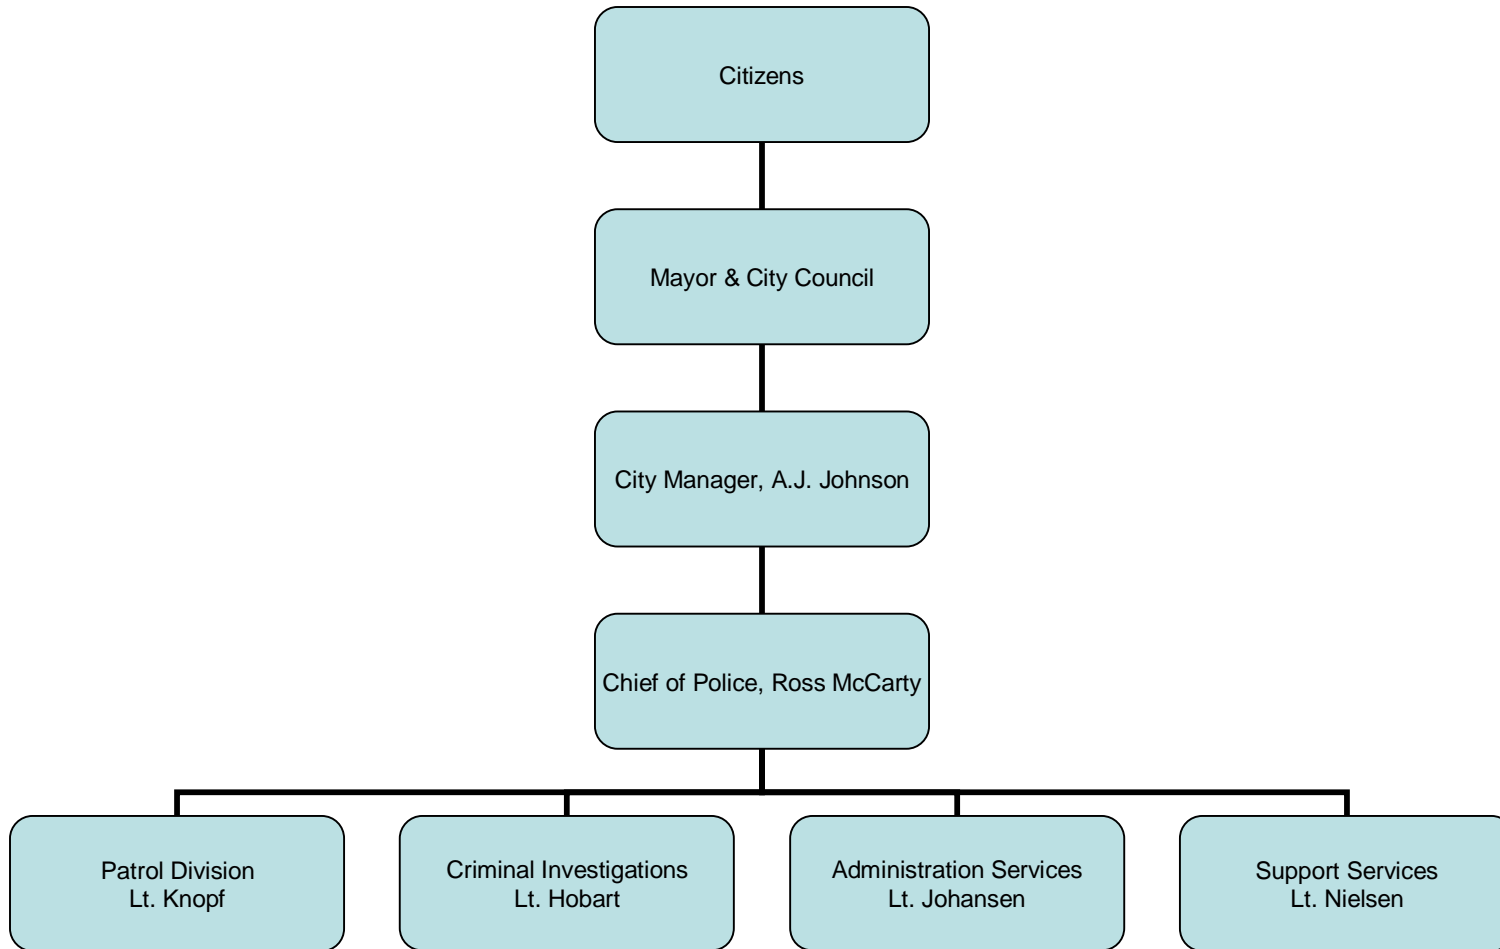 Citizens
Mayor & City Council
City Manager, A.J. Johnson
Chief of Police, Ross McCarty
Patrol Division
Lt. Knopf
Criminal Investigations
Lt. Hobart
Administration Services
Lt. Johansen
Support Services
Lt. Nielsen